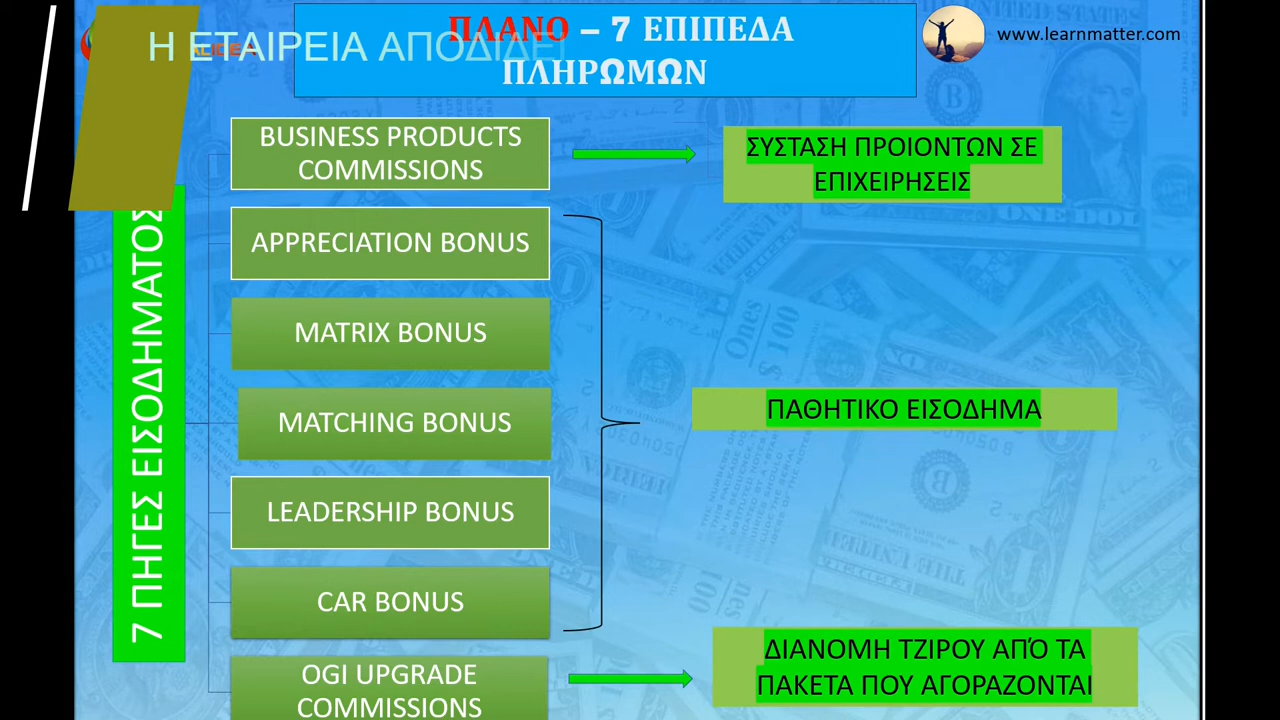 Η ΕΤΑΙΡΕΙΑ ΑΠΟΔΙΔΕΙ
ΠΛΑΝΟ – 7 ΕΠΙΠΕΔΑ
ΠΛΗΡΩΜΩΝ
www.learnmatter.com
7 ΠΗΓΕΣ ΕΙΣΟΔΗΜΑΤΟΣ
BUSINESS PRODUCTS
COMMISSIONS
ΣΥΣΤΑΣΗ ΠΡΟΙΟΝΤΩΝ ΣΕ
ΕΠΙΧΕΙΡΗΣΕΙΣ
APPRECIATION BONUS
MATRIX BONUS
MATCHING BONUS
LEADERSHIP BONUS
CAR BONUS
ΠΑΘΗΤΙΚΟ ΕΙΣΟΔΗΜΑ
OGI UPGRADE
COMMISSIONS
ΔΙΑΝΟΜΗ ΤΖΙΡΟΥ ΑΠΌ ΤΑ
ΠΑΚΕΤΑ ΠΟΥ ΑΓΟΡΑΖΟΝΤΑΙ